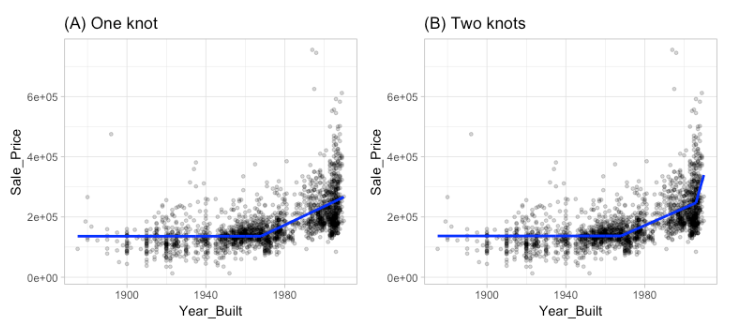 (A) One knot
(B) Two knots
6e+05
4e+05
2e+05
0e+00
Sale_Price
1900
1940
1980
Year_Built
6e+05
4e+05
2e+05
0e+00
Sale_Price
1900
1940
1980
Year_Built